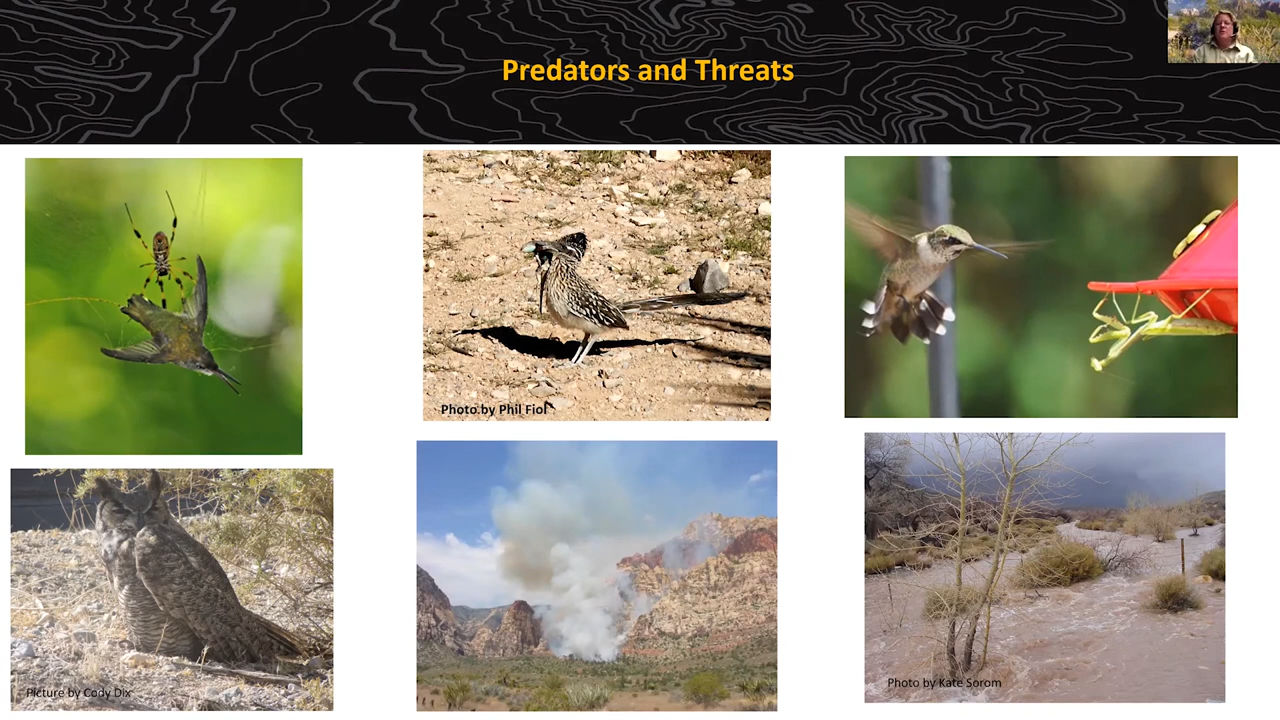 Predators and Threats
Photo by Phil Fiol
Picture by Cody Dix
Photo by Kate Sorom